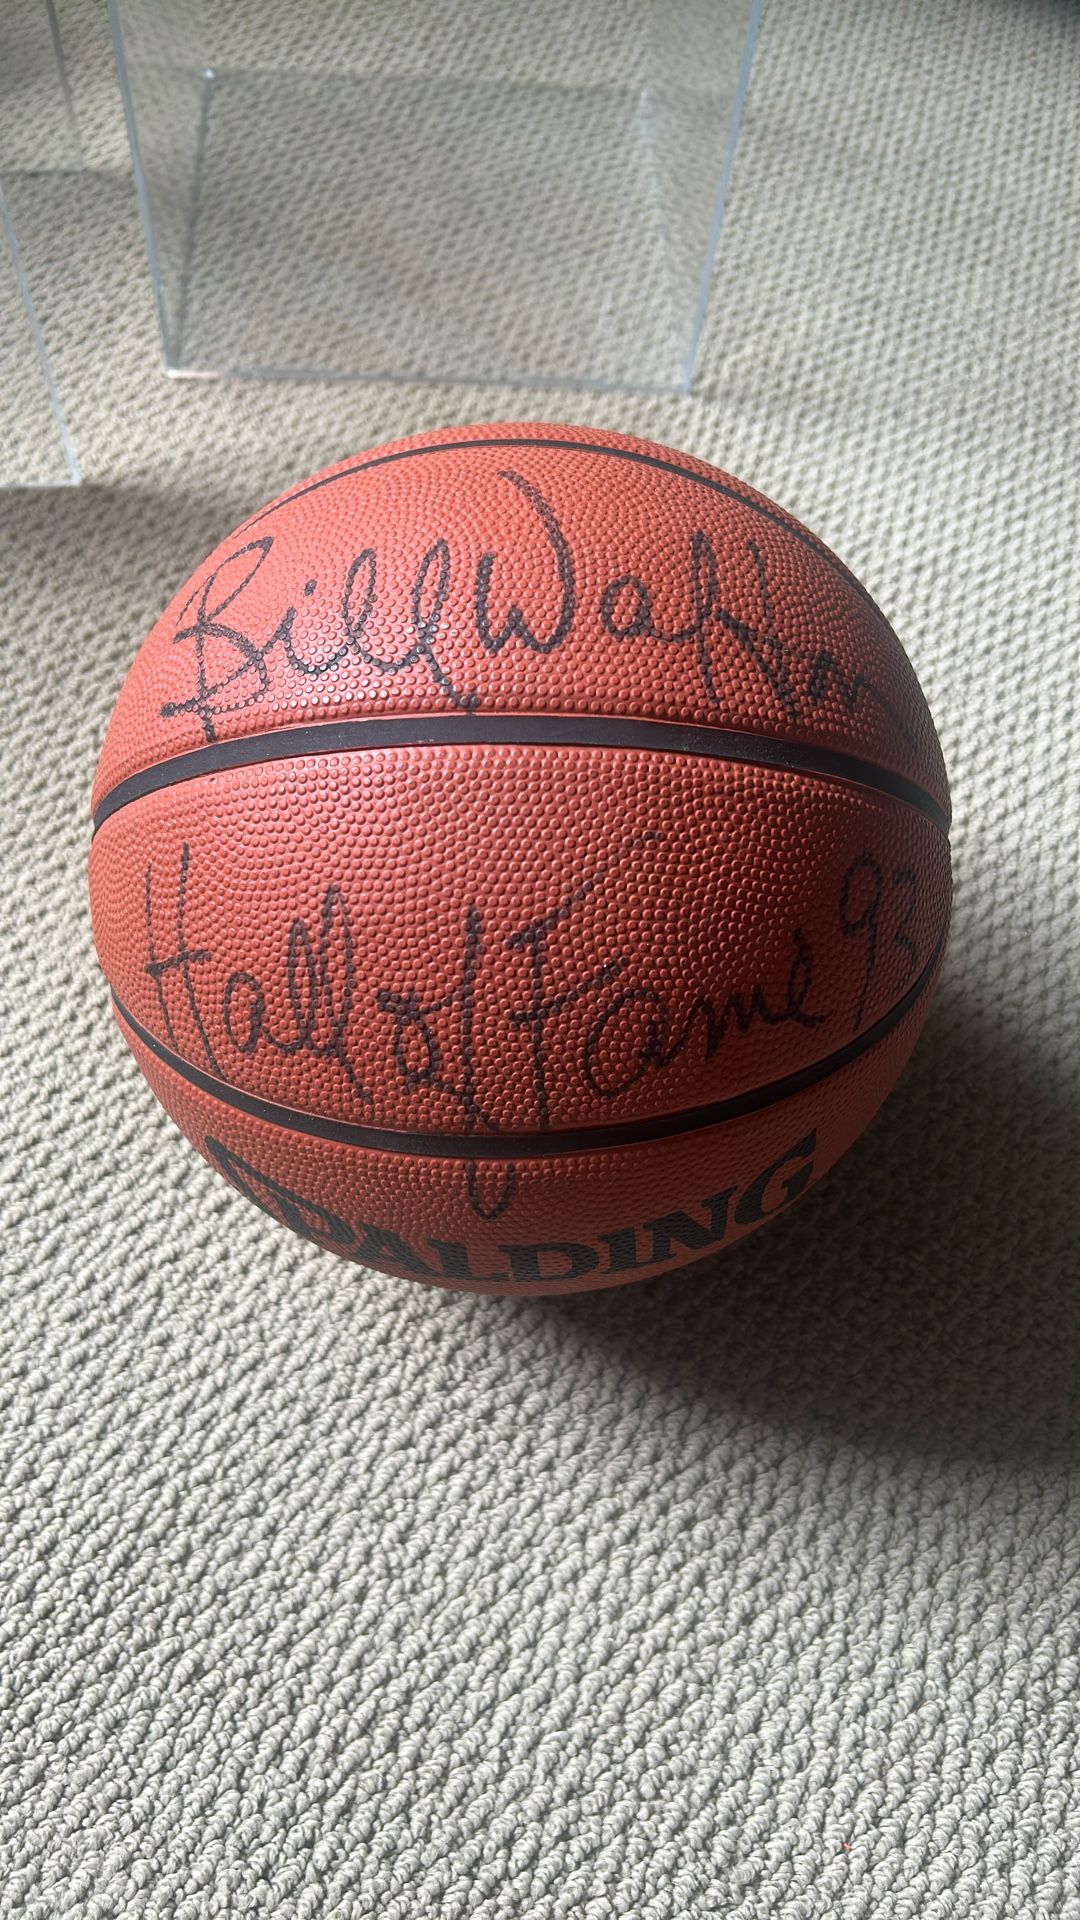 Bill Walton
Hall of Fame 93
SPALDING